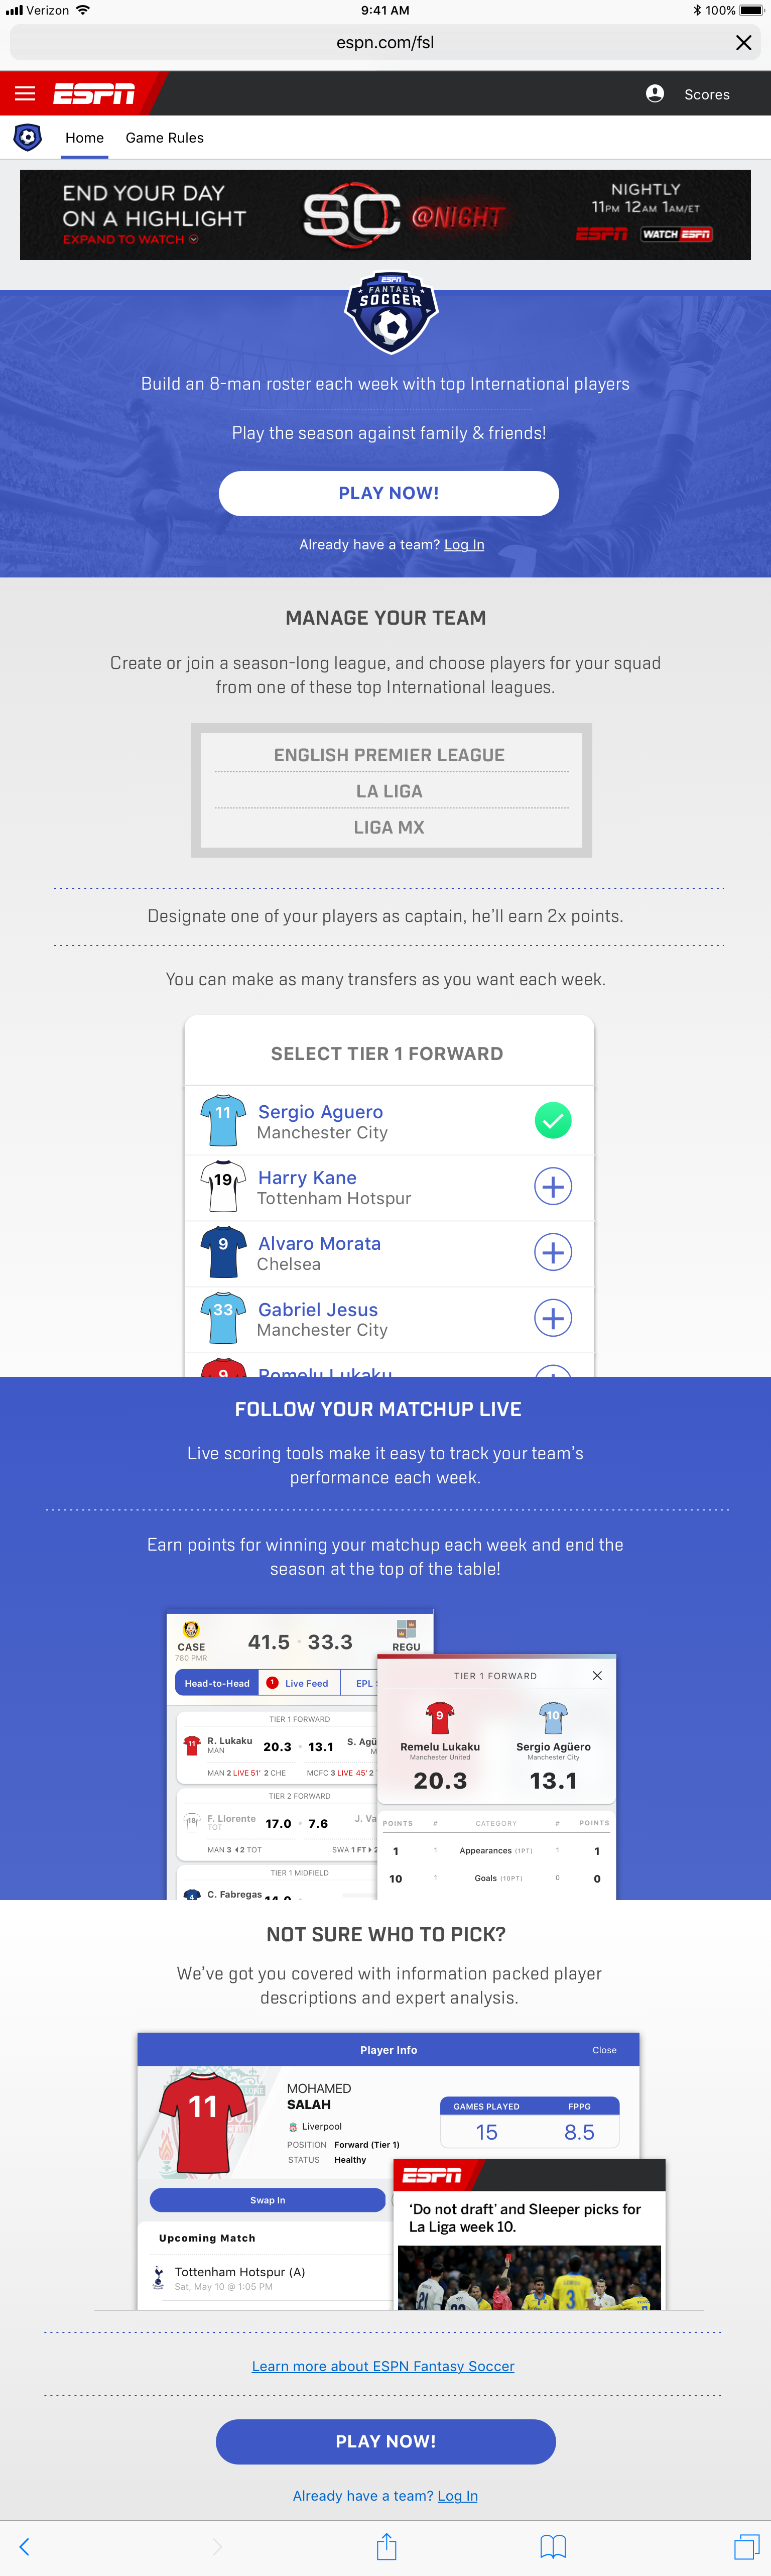 Verizon
9:41 AM
100%
espn.com/fsl
ESPN
Scores
Home
Game Rules
END YOUR DAY
ON A HIGHLIGHT
EXPAND TO WATCH
SC @NIGHT
NIGHTLY
11PM 12AM 1AM/ET
ESPN WATCH ESPN
ESPN
FANTASY
SOCCER
Build an 8-man roster each week with top International players
Play the season against family & friends!
PLAY NOW!
Already have a team? Log In
MANAGE YOUR TEAM
Create or join a season-long league, and choose players for your squad
from one of these top International leagues.
ENGLISH PREMIER LEAGUE
LA LIGA
LIGA MX
Designate one of your players as captain, he'll earn 2x points.
You can make as many transfers as you want each week.
SELECT TIER 1 FORWARD
11
Sergio Aguero
Manchester City
19
Harry Kane
Tottenham Hotspur
9
Alvaro Morata
Chelsea
33
Gabriel Jesus
Manchester City
9
Romelu Lukaku
FOLLOW YOUR MATCHUP LIVE
Live scoring tools make it easy to track your team's
performance each week.
Earn points for winning your matchup each week and end the
season at the top of the table!
CASE
780 PMR
41.5 33.3
REGU
Head-to-Head
1 Live Feed
EPL
TIER 1 FORWARD
11
R. Lukaku
MAN
20.3 13.1
S. Agü
M
MAN 2 LIVE 51' 2 CHE
MCFC 3 LIVE 45' 2
TIER 2 FORWARD
18
F. Llorente
TOT
17.0 7.6
J. Va
MAN 3 2 TOT
SWA 1 FT 2
TIER 1 MIDFIELD
4
C. Fabregas
14.0
TIER 1 FORWARD
9
10
Remelu Lukaku
Manchester United
20.3
Sergio Agüero
Manchester City
13.1
POINTS # CATEGORY # POINTS
1 1 Appearances (1PT) 1 1
10 1 Goals (10PT) 0 0
NOT SURE WHO TO PICK?
We've got you covered with information packed player
descriptions and expert analysis.
Player Info
Close
11
MOHAMED
SALAH
Liverpool
POSITION Forward (Tier 1)
STATUS Healthy
GAMES PLAYED FPPG
15 8.5
Swap In
Upcoming Match
Tottenham Hotspur (A)
Sat, May 10 @ 1:05 PM
ESPN
'Do not draft' and Sleeper picks for
La Liga week 10.
21
22
3
Learn more about ESPN Fantasy Soccer
PLAY NOW!
Already have a team? Log In